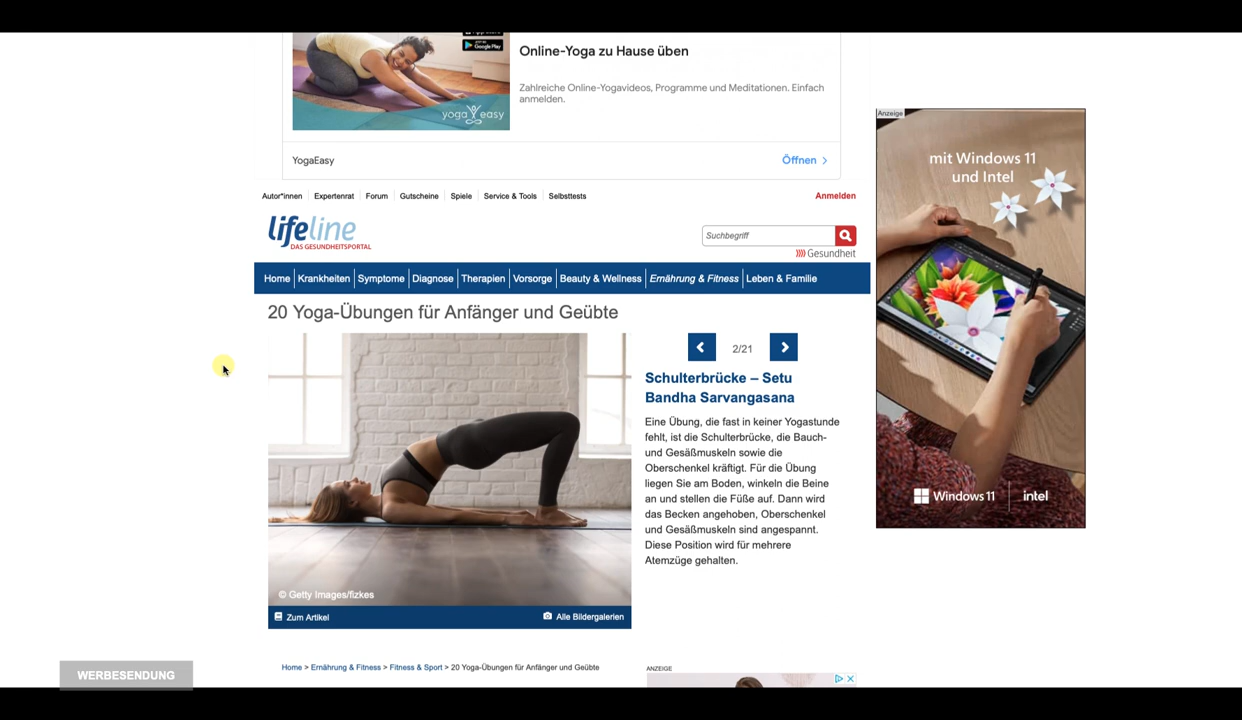 Google Play
Online-Yoga zu Hause üben
Zahlreiche Online-Yogavideos, Programme und Meditationen. Einfach
anmelden.
yoga easy
YogaEasy
Öffnen
Anzeige
mit Windows 11
und Intel
Windows 11
intel
Autor*innen
Expertenrat
Forum
Gutscheine
Spiele
Service & Tools
Selbsttests
Anmelden
lifeline
DAS GESUNDHEITSPORTAL
Suchbegriff
Gesundheit
Home
Krankheiten
Symptome
Diagnose
Therapien
Vorsorge
Beauty & Wellness
Ernährung & Fitness
Leben & Familie
20 Yoga-Übungen für Anfänger und Geübte
2/21
Schulterbrücke – Setu
Bandha Sarvangasana
Eine Übung, die fast in keiner Yogastunde
fehlt, ist die Schulterbrücke, die Bauch-
und Gesäßmuskeln sowie die
Oberschenkel kräftigt. Für die Übung
liegen Sie am Boden, winkeln die Beine
an und stellen die Füße auf. Dann wird
das Becken angehoben, Oberschenkel
und Gesäßmuskeln sind angespannt.
Diese Position wird für mehrere
Atemzüge gehalten.
© Getty Images/fizkes
Zum Artikel
Alle Bildergalerien
Home > Ernährung & Fitness > Fitness & Sport > 20 Yoga-Übungen für Anfänger und Geübte
ANZEIGE
WERBESENDUNG